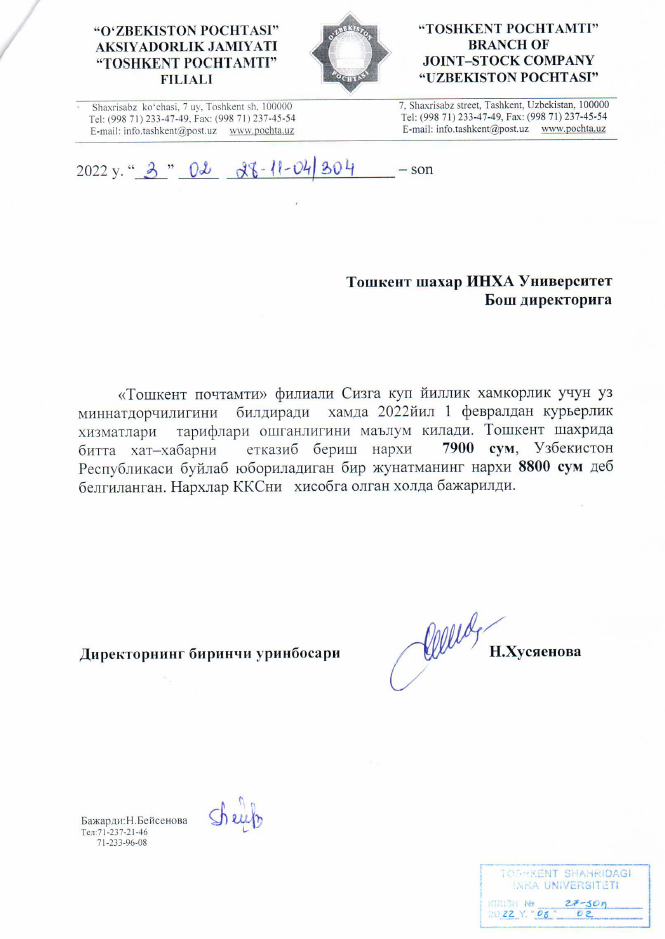 “O‘ZBEKISTON POCHTASI”
AKSIYADORLIK JAMIYATI
“TOSHKENT POCHTAMTI”
FILIALI
O‘ZBEKISTON
POCHTASI
“TOSHKENT POCHTAMTI”
BRANCH OF
JOINT–STOCK COMPANY
“UZBEKISTON POCHTASI”
Shaxrisabz ko‘chasi, 7 uy, Toshkent sh, 100000
Tel: (998 71) 233-47-49, Fax: (998 71) 237-45-54
E-mail: info.tashkent@post.uz www.pochta.uz
7, Shaxrisabz street, Tashkent, Uzbekistan, 100000
Tel: (998 71) 233-47-49, Fax: (998 71) 237-45-54
E-mail: info.tashkent@post.uz www.pochta.uz
2022 y. “ 3 ” 02 27-11-04/304 – son
Тошкент шахар ИНХА Университет
Бош директорига
«Тошкент почтамти» филиали Сизга куп йиллик хамкорлик учун уз
миннатдорчилигини билдиради хамда 2022йил 1 февралдан курьерлик
хизматлари тарифлари ошганлигини маълум килади. Тошкент шахрида
битта хат–хабарни етказиб бериш нархи 7900 сум, Узбекистон
Республикаси буйлаб юбориладиган бир жунатманинг нархи 8800 сум деб
белгиланган. Нархлар ККСни хисобга олган холда бажарилди.
Директорнинг биринчи уринбосари
Н.Хусяенова
Бажарди:Н.Бейсенова
Тел:71-237-21-46
71-233-96-08
TOSHKENT SHAHRIDAGI
INHA UNIVERSITETI
KIRISH № 27-son
2022 Y. “08” 02